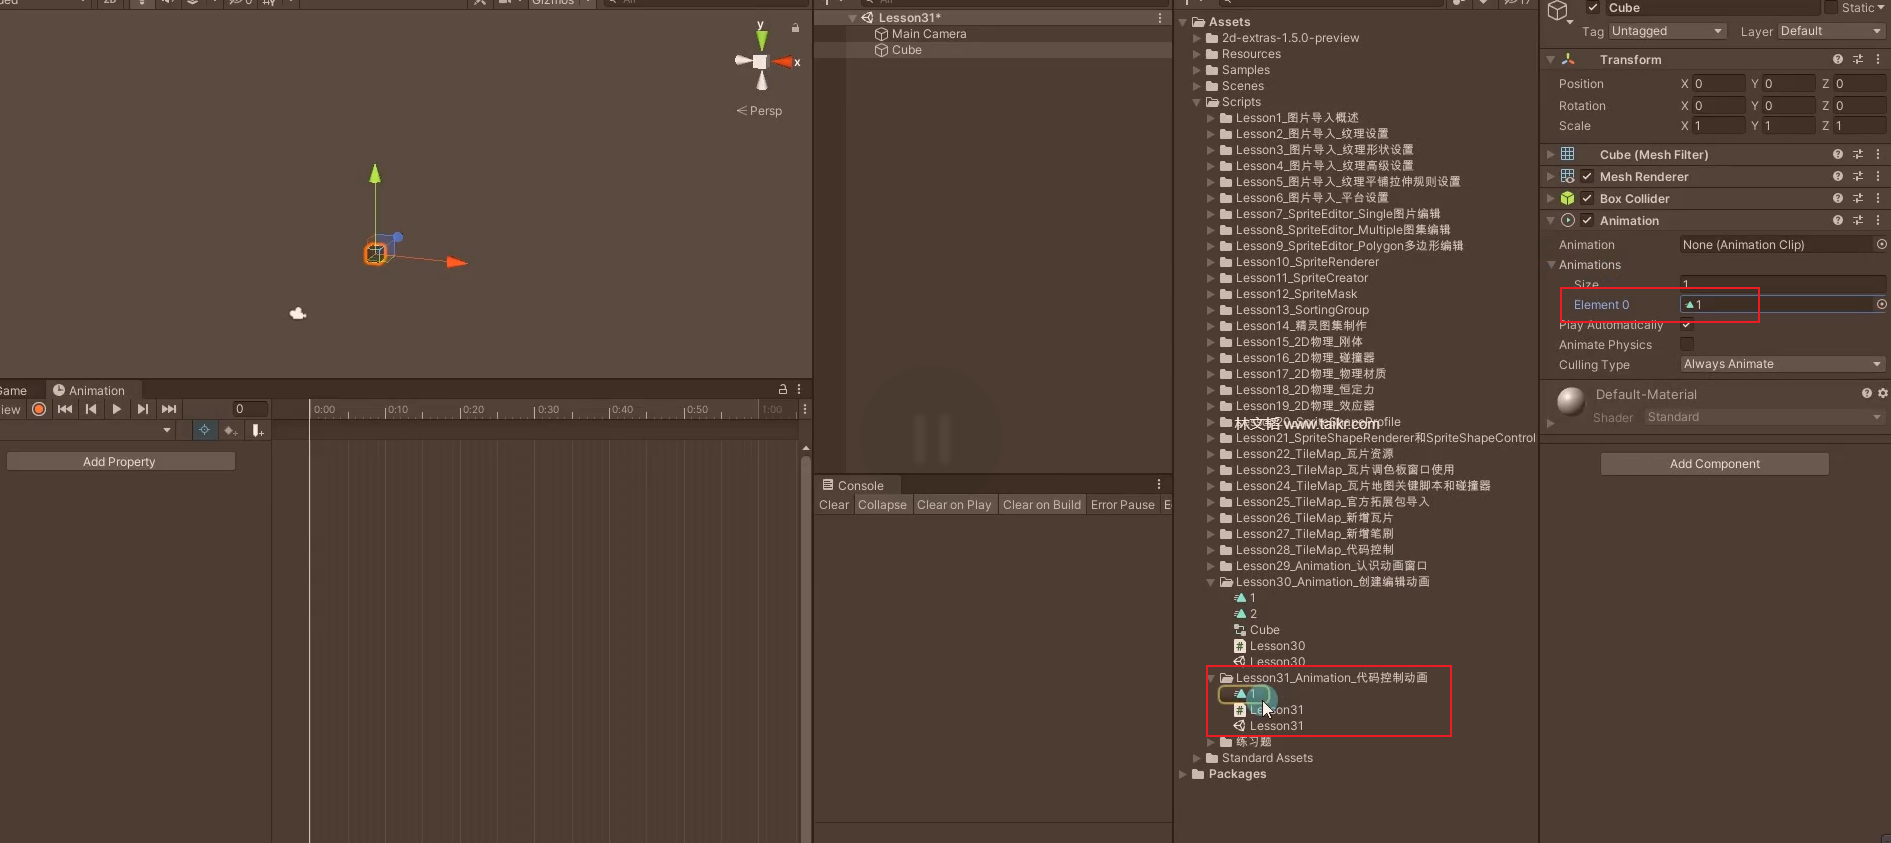 2D
Gizmos
All
y
x
Persp
Game
Animation
0
0:00
0:10
0:20
0:30
0:40
0:50
1:00
Add Property
All
Lesson31*
Main Camera
Cube
Console
Clear
Collapse
Clear on Play
Clear on Build
Error Pause
E
17
Assets
2d-extras-1.5.0-preview
Resources
Samples
Scenes
Scripts
Lesson1_图片导入概述
Lesson2_图片导入_纹理设置
Lesson3_图片导入_纹理形状设置
Lesson4_图片导入_纹理高级设置
Lesson5_图片导入_纹理平铺拉伸规则设置
Lesson6_图片导入_平台设置
Lesson7_SpriteEditor_Single图片编辑
Lesson8_SpriteEditor_Multiple图集编辑
Lesson9_SpriteEditor_Polygon多边形编辑
Lesson10_SpriteRenderer
Lesson11_SpriteCreator
Lesson12_SpriteMask
Lesson13_SortingGroup
Lesson14_精灵图集制作
Lesson15_2D物理_刚体
Lesson16_2D物理_碰撞器
Lesson17_2D物理_物理材质
Lesson18_2D物理_恒定力
Lesson19_2D物理_效应器
林文韬 www.taikr.com
Lesson21_SpriteShapeRenderer和SpriteShapeControl
Lesson22_TileMap_瓦片资源
Lesson23_TileMap_瓦片调色板窗口使用
Lesson24_TileMap_瓦片地图关键脚本和碰撞器
Lesson25_TileMap_官方拓展包导入
Lesson26_TileMap_新增瓦片
Lesson27_TileMap_新增笔刷
Lesson28_TileMap_代码控制
Lesson29_Animation_认识动画窗口
Lesson30_Animation_创建编辑动画
1
2
Cube
Lesson30
Lesson30
Lesson31_Animation_代码控制动画
1
Lesson31
Lesson31
练习题
Standard Assets
Packages
Cube
Static
Tag Untagged Layer Default
Transform
Position X 0 Y 0 Z 0
Rotation X 0 Y 0 Z 0
Scale X 1 Y 1 Z 1
Cube (Mesh Filter)
Mesh Renderer
Box Collider
Animation
Animation None (Animation Clip)
Animations
Size 1
Element 0 1
Play Automatically
Animate Physics
Culling Type Always Animate
Default-Material
Shader Standard
Add Component